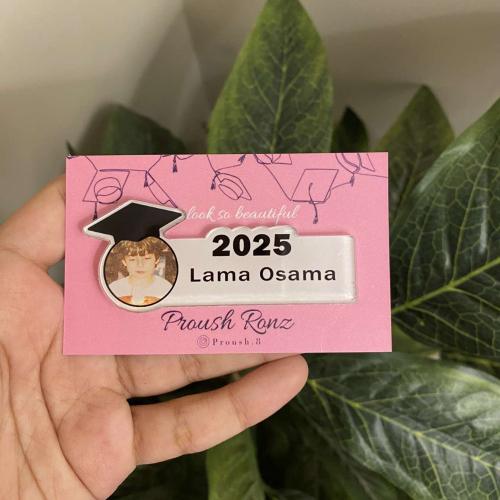 look so beautiful
2025
Lama Osama
Proush Ronz
Proush.8